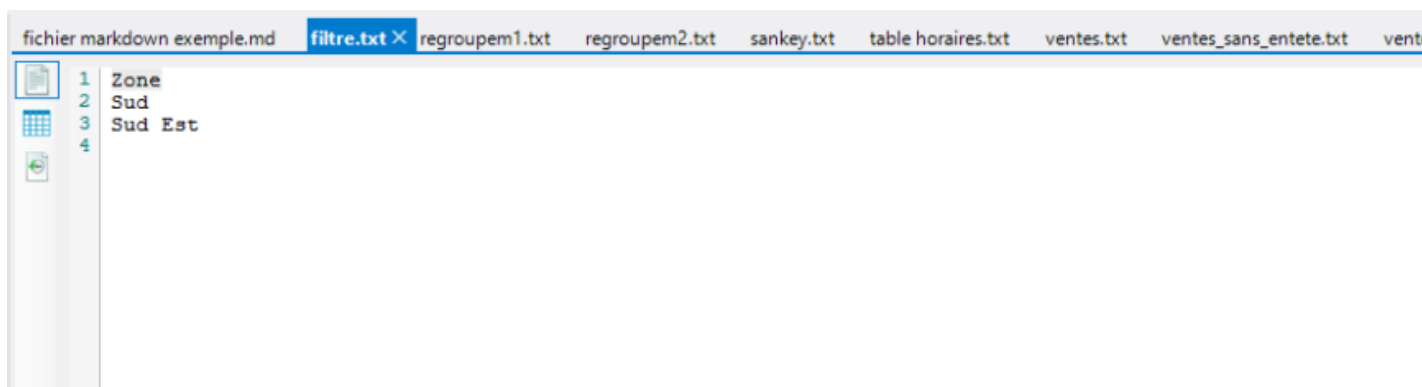 fichier markdown exemple.md filtre.txt regroupem1.txt regroupem2.txt sankey.txt table horaires.txt ventes.txt ventes_sans_entete.txt
1 Zone
2 Sud
3 Sud Est
4